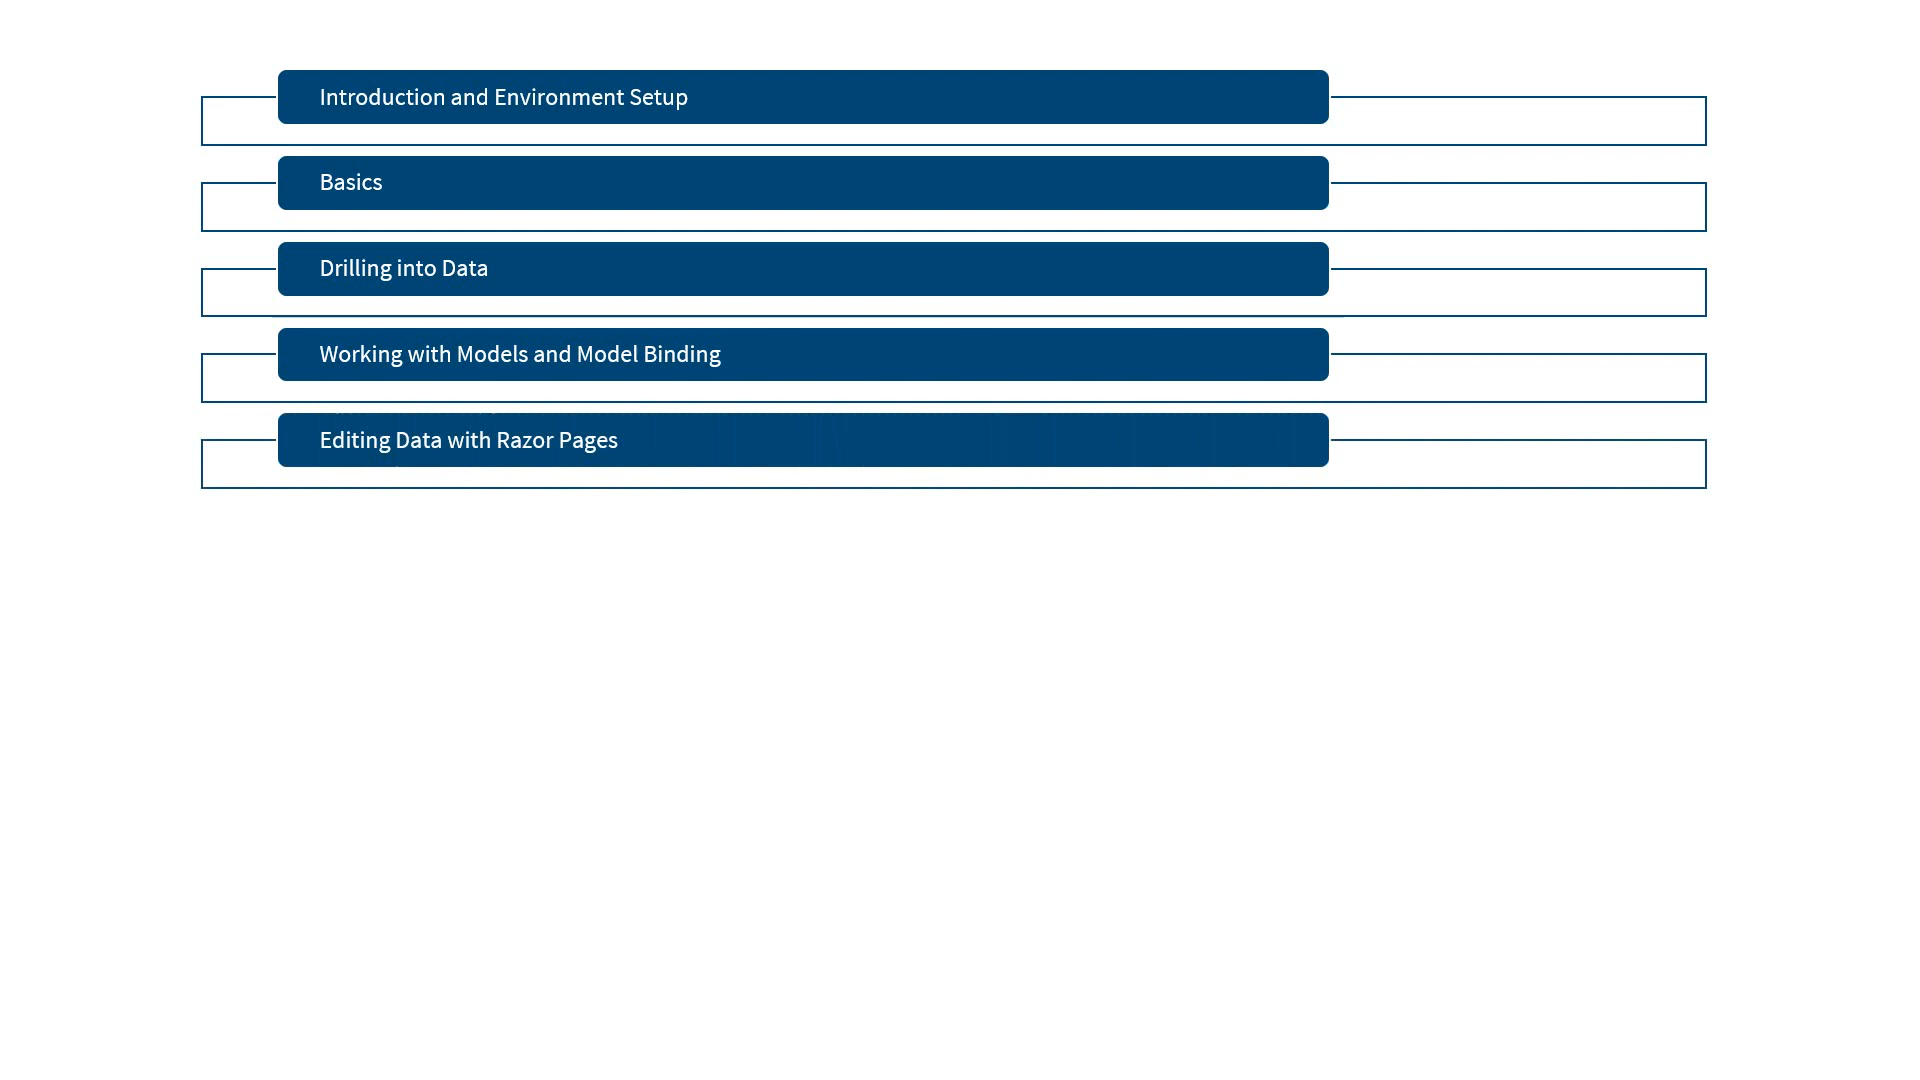 Introduction and Environment Setup
Basics
Drilling into Data
Working with Models and Model Binding
Editing Data with Razor Pages